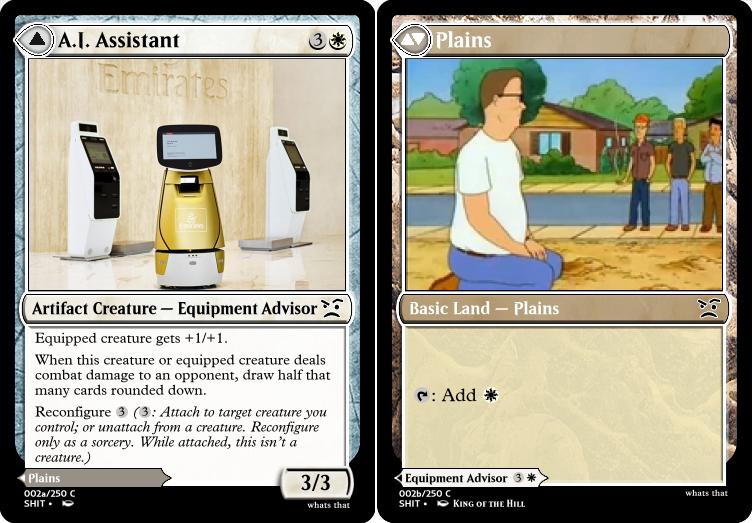 A.I. Assistant
3
Emirates
Artifact Creature — Equipment Advisor
Equipped creature gets +1/+1.
When this creature or equipped creature deals
combat damage to an opponent, draw half that
many cards rounded down.
Reconfigure 3 (3: Attach to target creature you
control; or unattach from a creature. Reconfigure
only as a sorcery. While attached, this isn't a
creature.)
Plains
3/3
002a/250 C
SHIT •
whats that
Plains
Basic Land — Plains
: Add
Equipment Advisor 3
002b/250 C
SHIT • King of the Hill
whats that